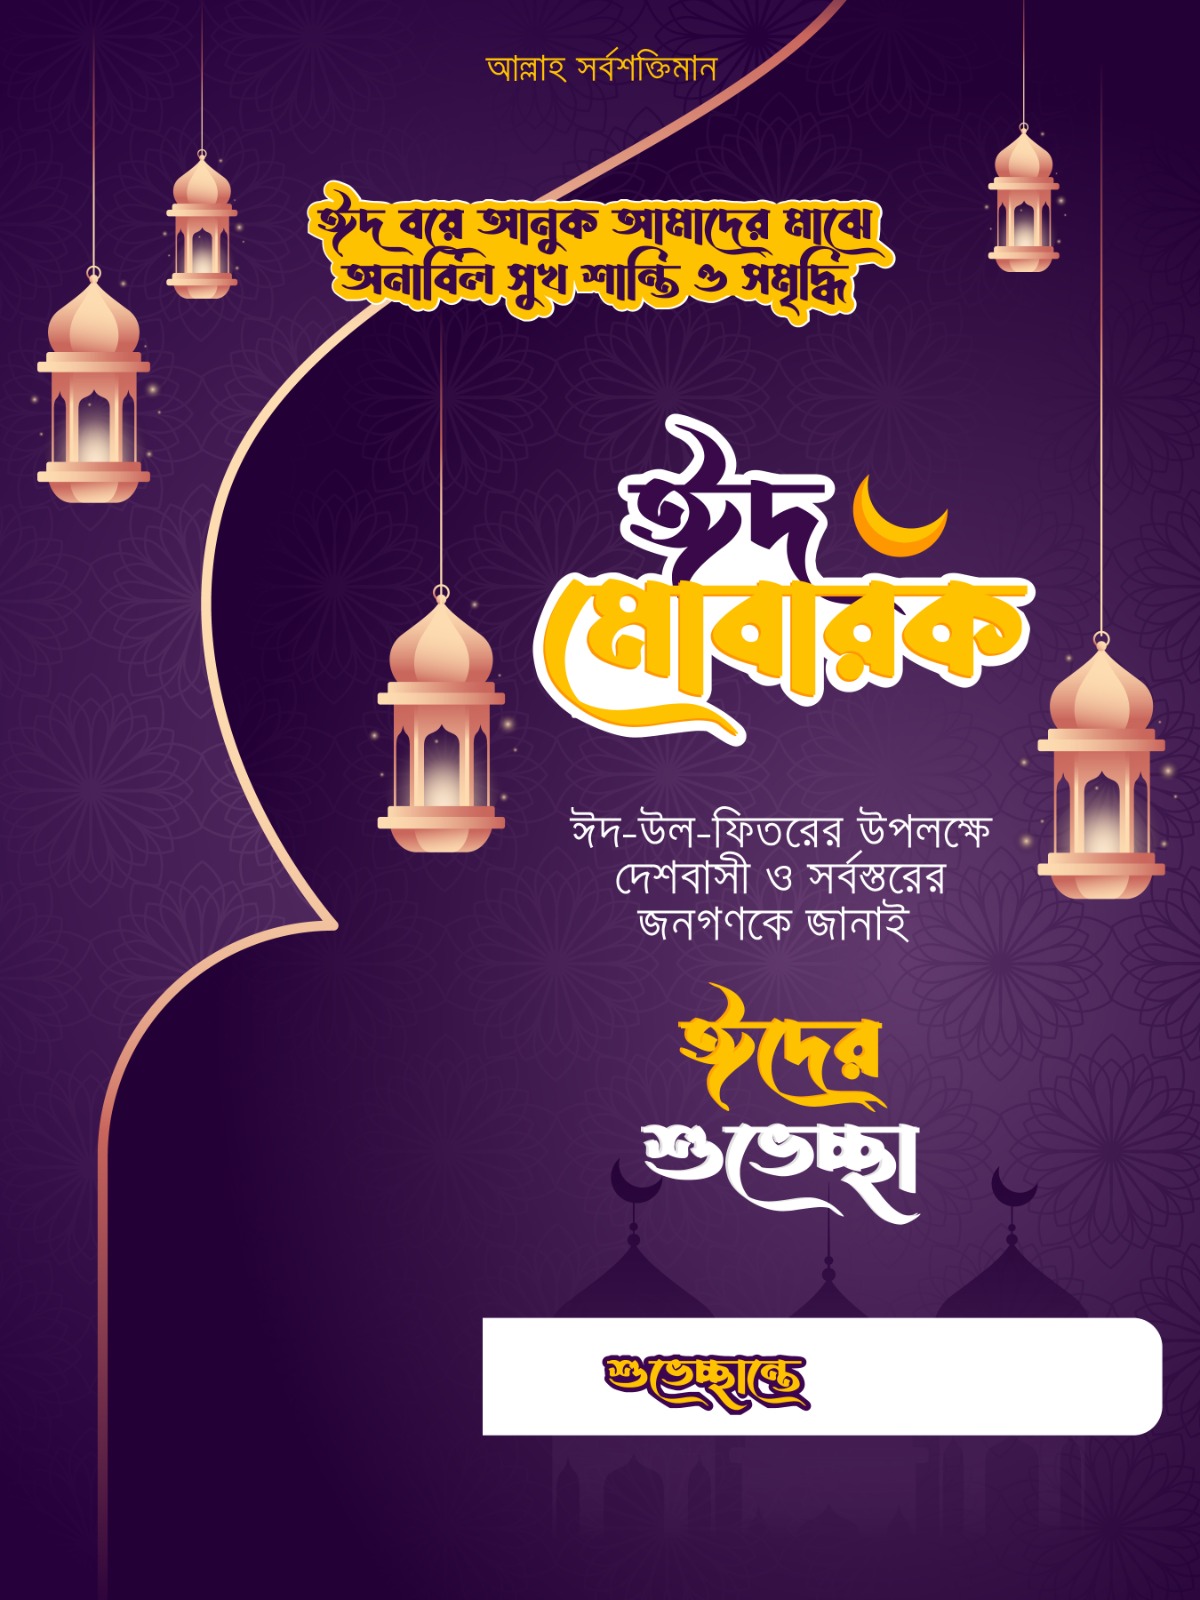 আল্লাহ সর্বশক্তিমান
ঈদ বয়ে আনুক আমাদের মাঝে
অনাবিল সুখ শান্তি ও সমৃদ্ধি
ঈদ
মোবারক
ঈদ-উল-ফিতরের উপলক্ষে
দেশবাসী ও সর্বস্তরের
জনগণকে জানাই
ঈদের
শুভেচ্ছা
শুভেচ্ছান্তে